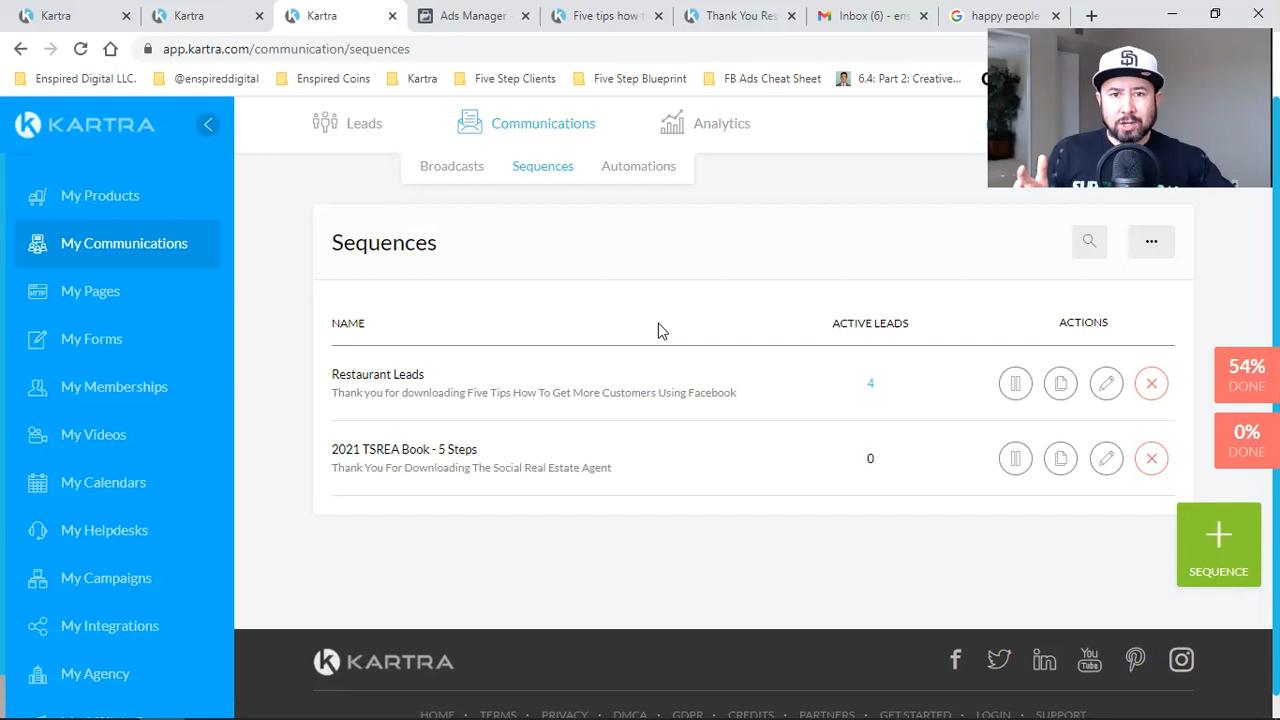 Kartra
Kartra
Kartra
Ads Manager -
Five tips how t
Thank You Res
Inbox (6) - ens
happy people
app.kartra.com/communication/sequences
Enspired Digital LLC.
@enspireddigital
Enspired Coins
Kartra
Five Step Clients
Five Step Blueprint
FB Ads Cheat Sheet
6.4: Part 2: Creative...
KARTRA
Leads
Communications
Analytics
Broadcasts
Sequences
Automations
My Products
My Communications
My Pages
My Forms
My Memberships
My Videos
My Calendars
My Helpdesks
My Campaigns
My Integrations
My Agency
Sequences
NAME
ACTIVE LEADS
ACTIONS
Restaurant Leads
4
Thank you for downloading Five Tips How To Get More Customers Using Facebook
2021 TSREA Book - 5 Steps
0
Thank You For Downloading The Social Real Estate Agent
54%
DONE
0%
DONE
SEQUENCE
KARTRA
You
Tube
HOME
TERMS
PRIVACY
DMCA
GDPR
CREDITS
PARTNERS
GET STARTED
LOGIN
SUPPORT